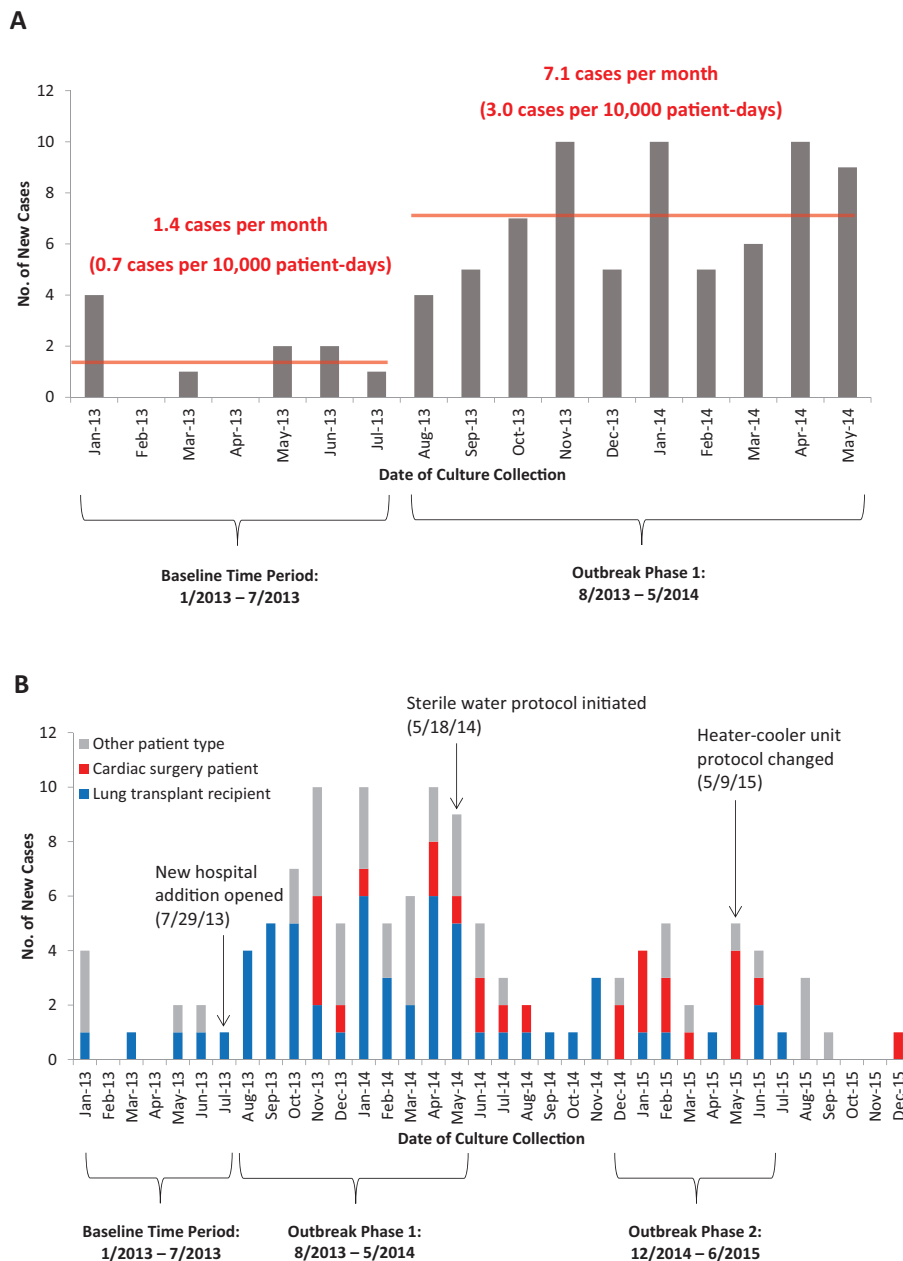 A
7.1 cases per month
(3.0 cases per 10,000 patient-days)
1.4 cases per month
(0.7 cases per 10,000 patient-days)
No. of New Cases
12
10
8
6
4
2
0
Jan-13
Feb-13
Mar-13
Apr-13
May-13
Jun-13
Jul-13
Aug-13
Sep-13
Oct-13
Nov-13
Dec-13
Jan-14
Feb-14
Mar-14
Apr-14
May-14
Date of Culture Collection
Baseline Time Period:
1/2013 – 7/2013
Outbreak Phase 1:
8/2013 – 5/2014
B
Sterile water protocol initiated
(5/18/14)
Heater-cooler unit
protocol changed
(5/9/15)
Other patient type
Cardiac surgery patient
Lung transplant recipient
New hospital
addition opened
(7/29/13)
No. of New Cases
12
10
8
6
4
2
0
Jan-13
Feb-13
Mar-13
Apr-13
May-13
Jun-13
Jul-13
Aug-13
Sep-13
Oct-13
Nov-13
Dec-13
Jan-14
Feb-14
Mar-14
Apr-14
May-14
Jun-14
Jul-14
Aug-14
Sep-14
Oct-14
Nov-14
Dec-14
Jan-15
Feb-15
Mar-15
Apr-15
May-15
Jun-15
Jul-15
Aug-15
Sep-15
Oct-15
Nov-15
Dec-15
Date of Culture Collection
Baseline Time Period:
1/2013 – 7/2013
Outbreak Phase 1:
8/2013 – 5/2014
Outbreak Phase 2:
12/2014 – 6/2015